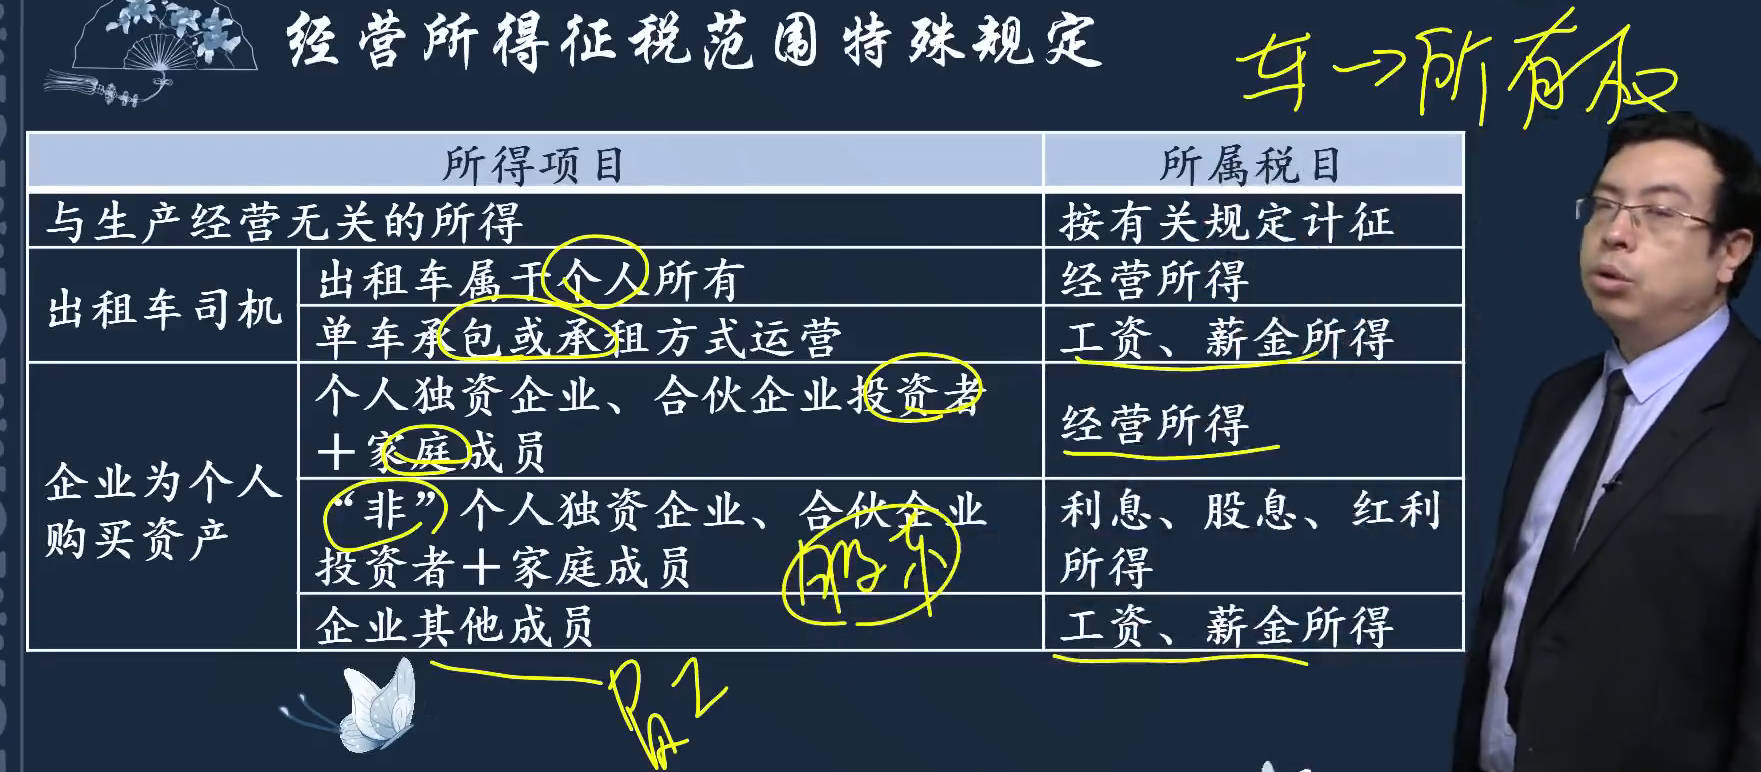 经营所得征税范围特殊规定
车→所有权
所得项目 所属税目
与生产经营无关的所得 按有关规定计征
出租车司机 出租车属于个人所有 经营所得
单车承包或承租方式运营 工资、薪金所得
企业为个人
购买资产
个人独资企业、合伙企业投资者
＋家庭成员
经营所得
“非”个人独资企业、合伙企业
投资者＋家庭成员
股东
利息、股息、红利
所得
企业其他成员 工资、薪金所得